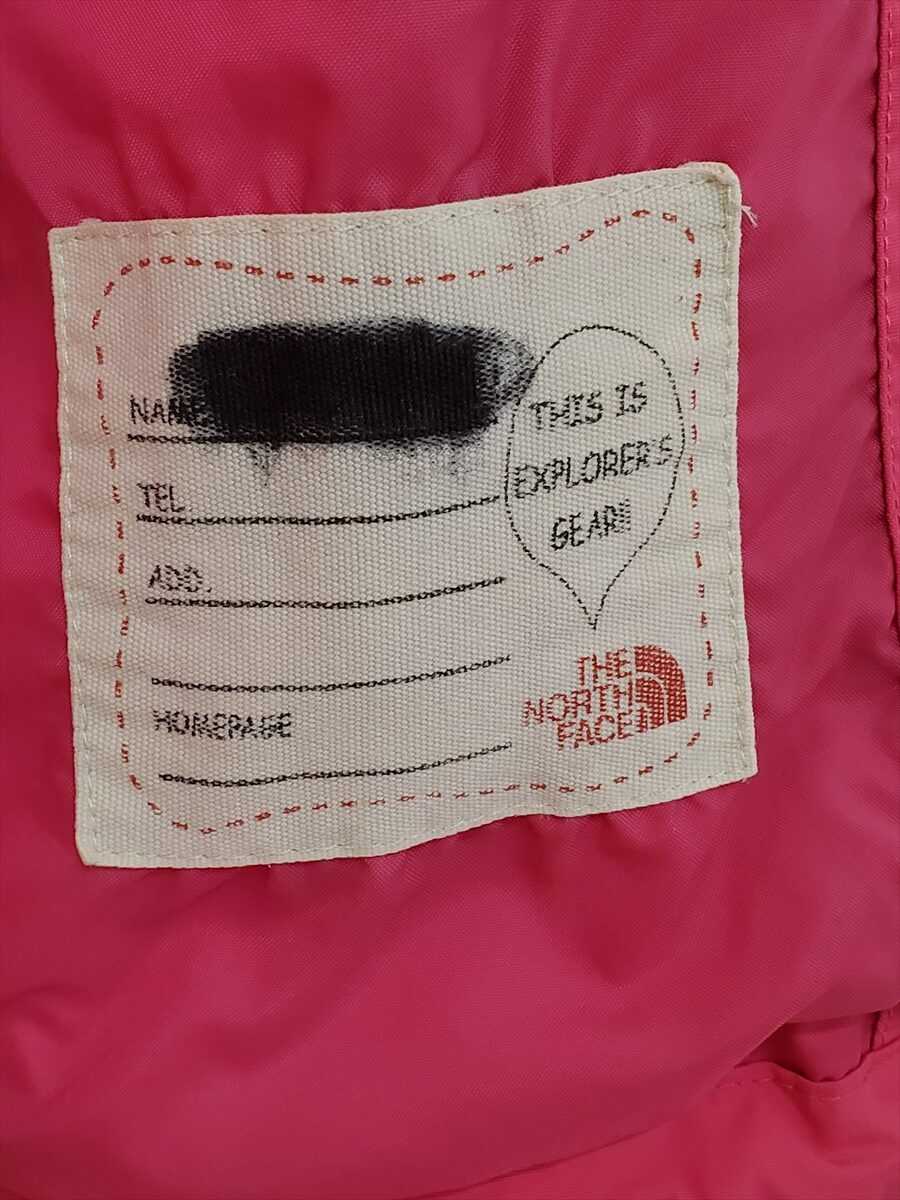 NAME
TEL
ADD.
HOMEPAGE
THIS IS
EXPLORER'S
GEAR!!!
THE
NORTH
FACE